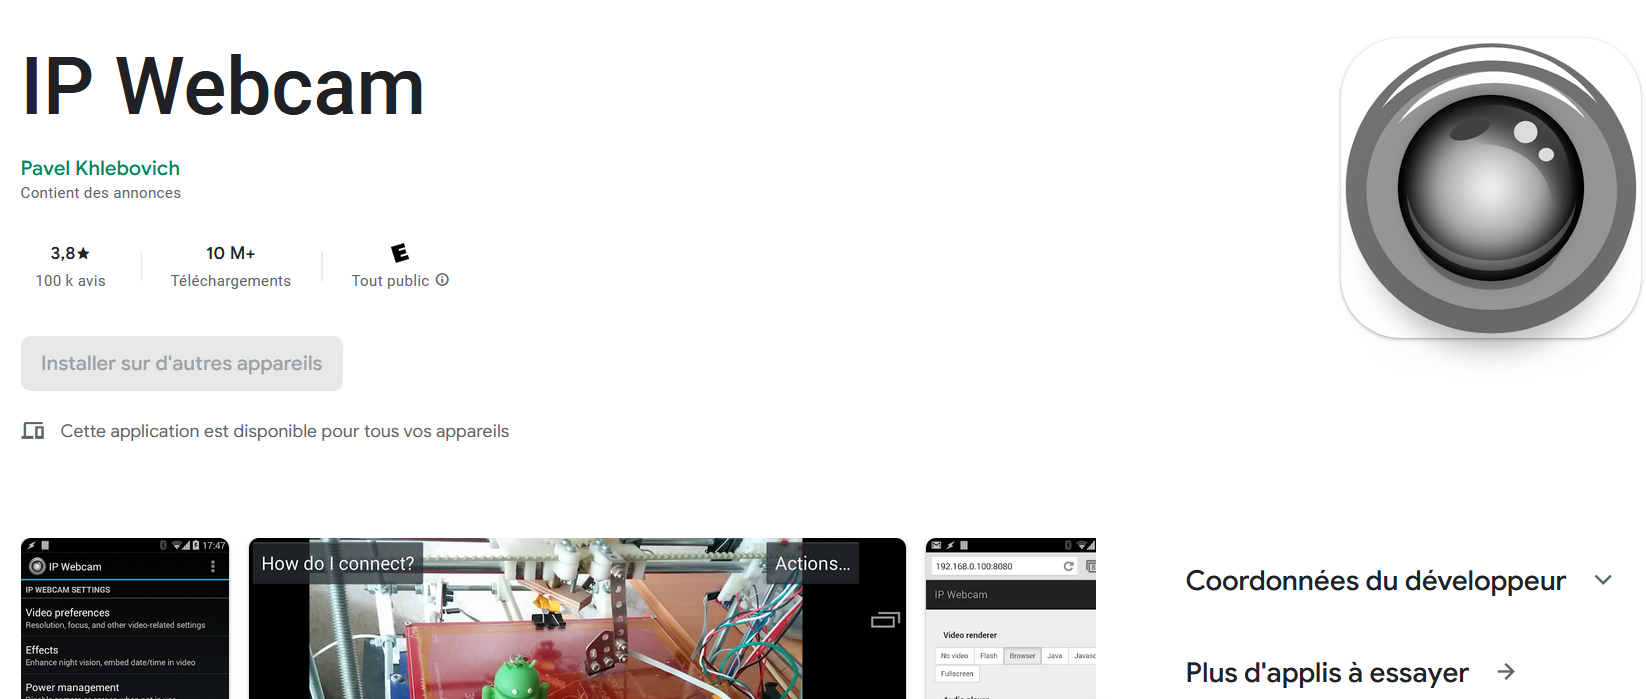 IP Webcam
Pavel Khlebovich
Contient des annonces
3,8★
100 k avis
10 M+
Téléchargements
E
Tout public
Installer sur d'autres appareils
Cette application est disponible pour tous vos appareils
17:47
IP Webcam
IP WEBCAM SETTINGS
Video preferences
Resolution, focus, and other video-related settings
Effects
Enhance night vision, embed date/time in video
Power management
How do I connect?
Actions...
192.168.0.100:8080
IP Webcam
Video renderer
No video
Flash
Browser
Java
Fullscreen
Coordonnées du développeur
Plus d'applis à essayer